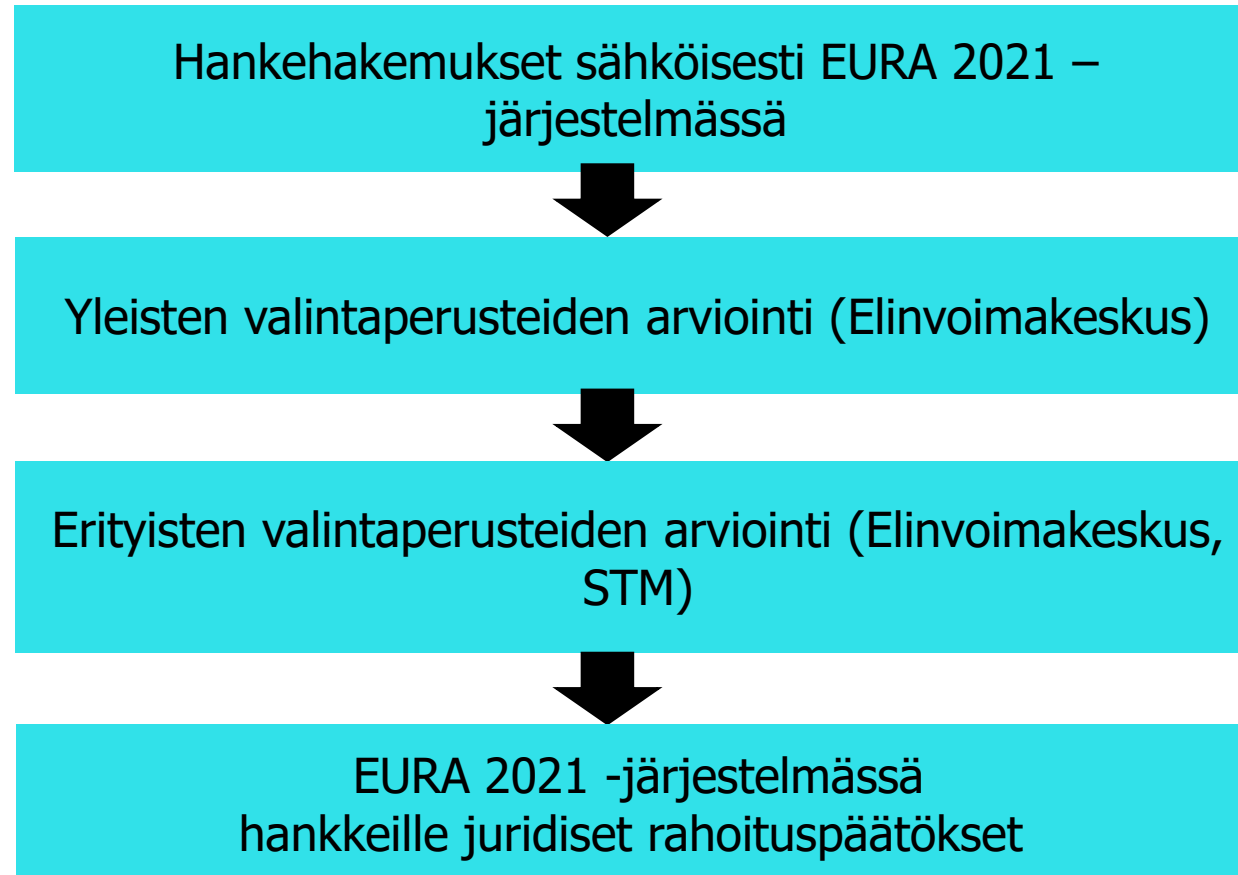 Hankehakemukset sähköisesti EURA 2021 –
järjestelmässä
Yleisten valintaperusteiden arviointi (Elinvoimakeskus)
Erityisten valintaperusteiden arviointi (Elinvoimakeskus,
STM)
EURA 2021 -järjestelmässä
hankkeille juridiset rahoituspäätökset